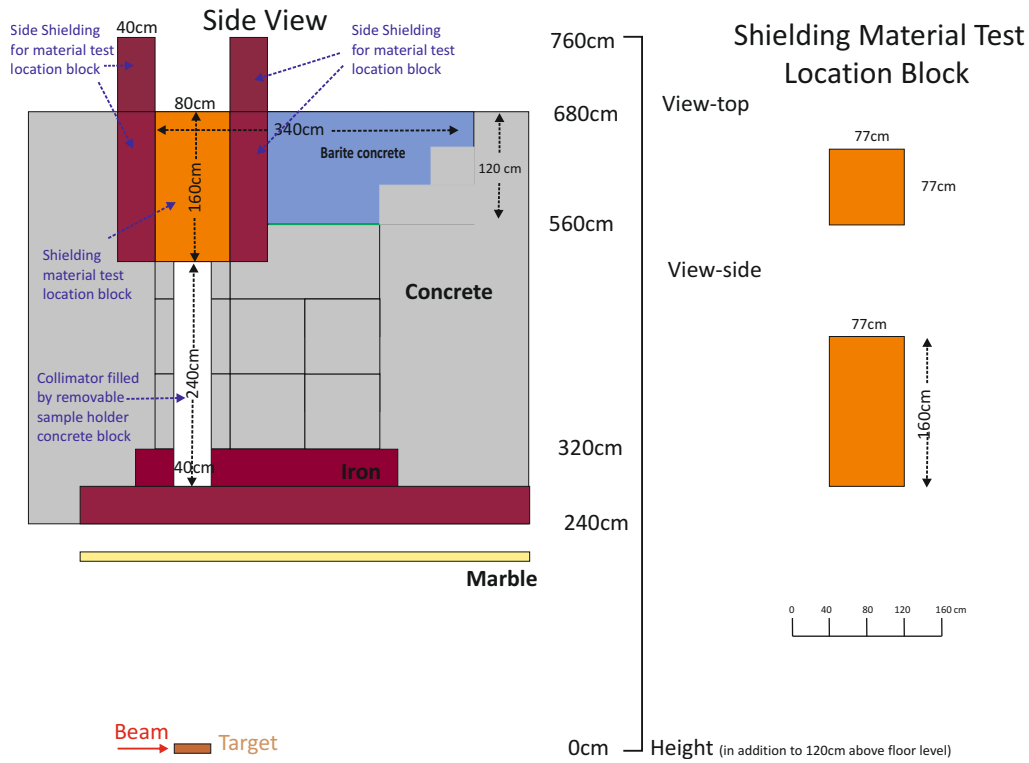 Side View
Side Shielding
for material test
location block
40cm
Side Shielding
for material test
location block
80cm
340cm
Barite concrete
120 cm
160cm
Shielding
material test
location block
Concrete
Collimator filled
by removable
sample holder
concrete block
240cm
40cm
Iron
Marble
Beam
Target
760cm
680cm
560cm
320cm
240cm
0cm
Height (in addition to 120cm above floor level)
Shielding Material Test
Location Block
View-top
77cm
77cm
View-side
77cm
160cm
0 40 80 120 160 cm